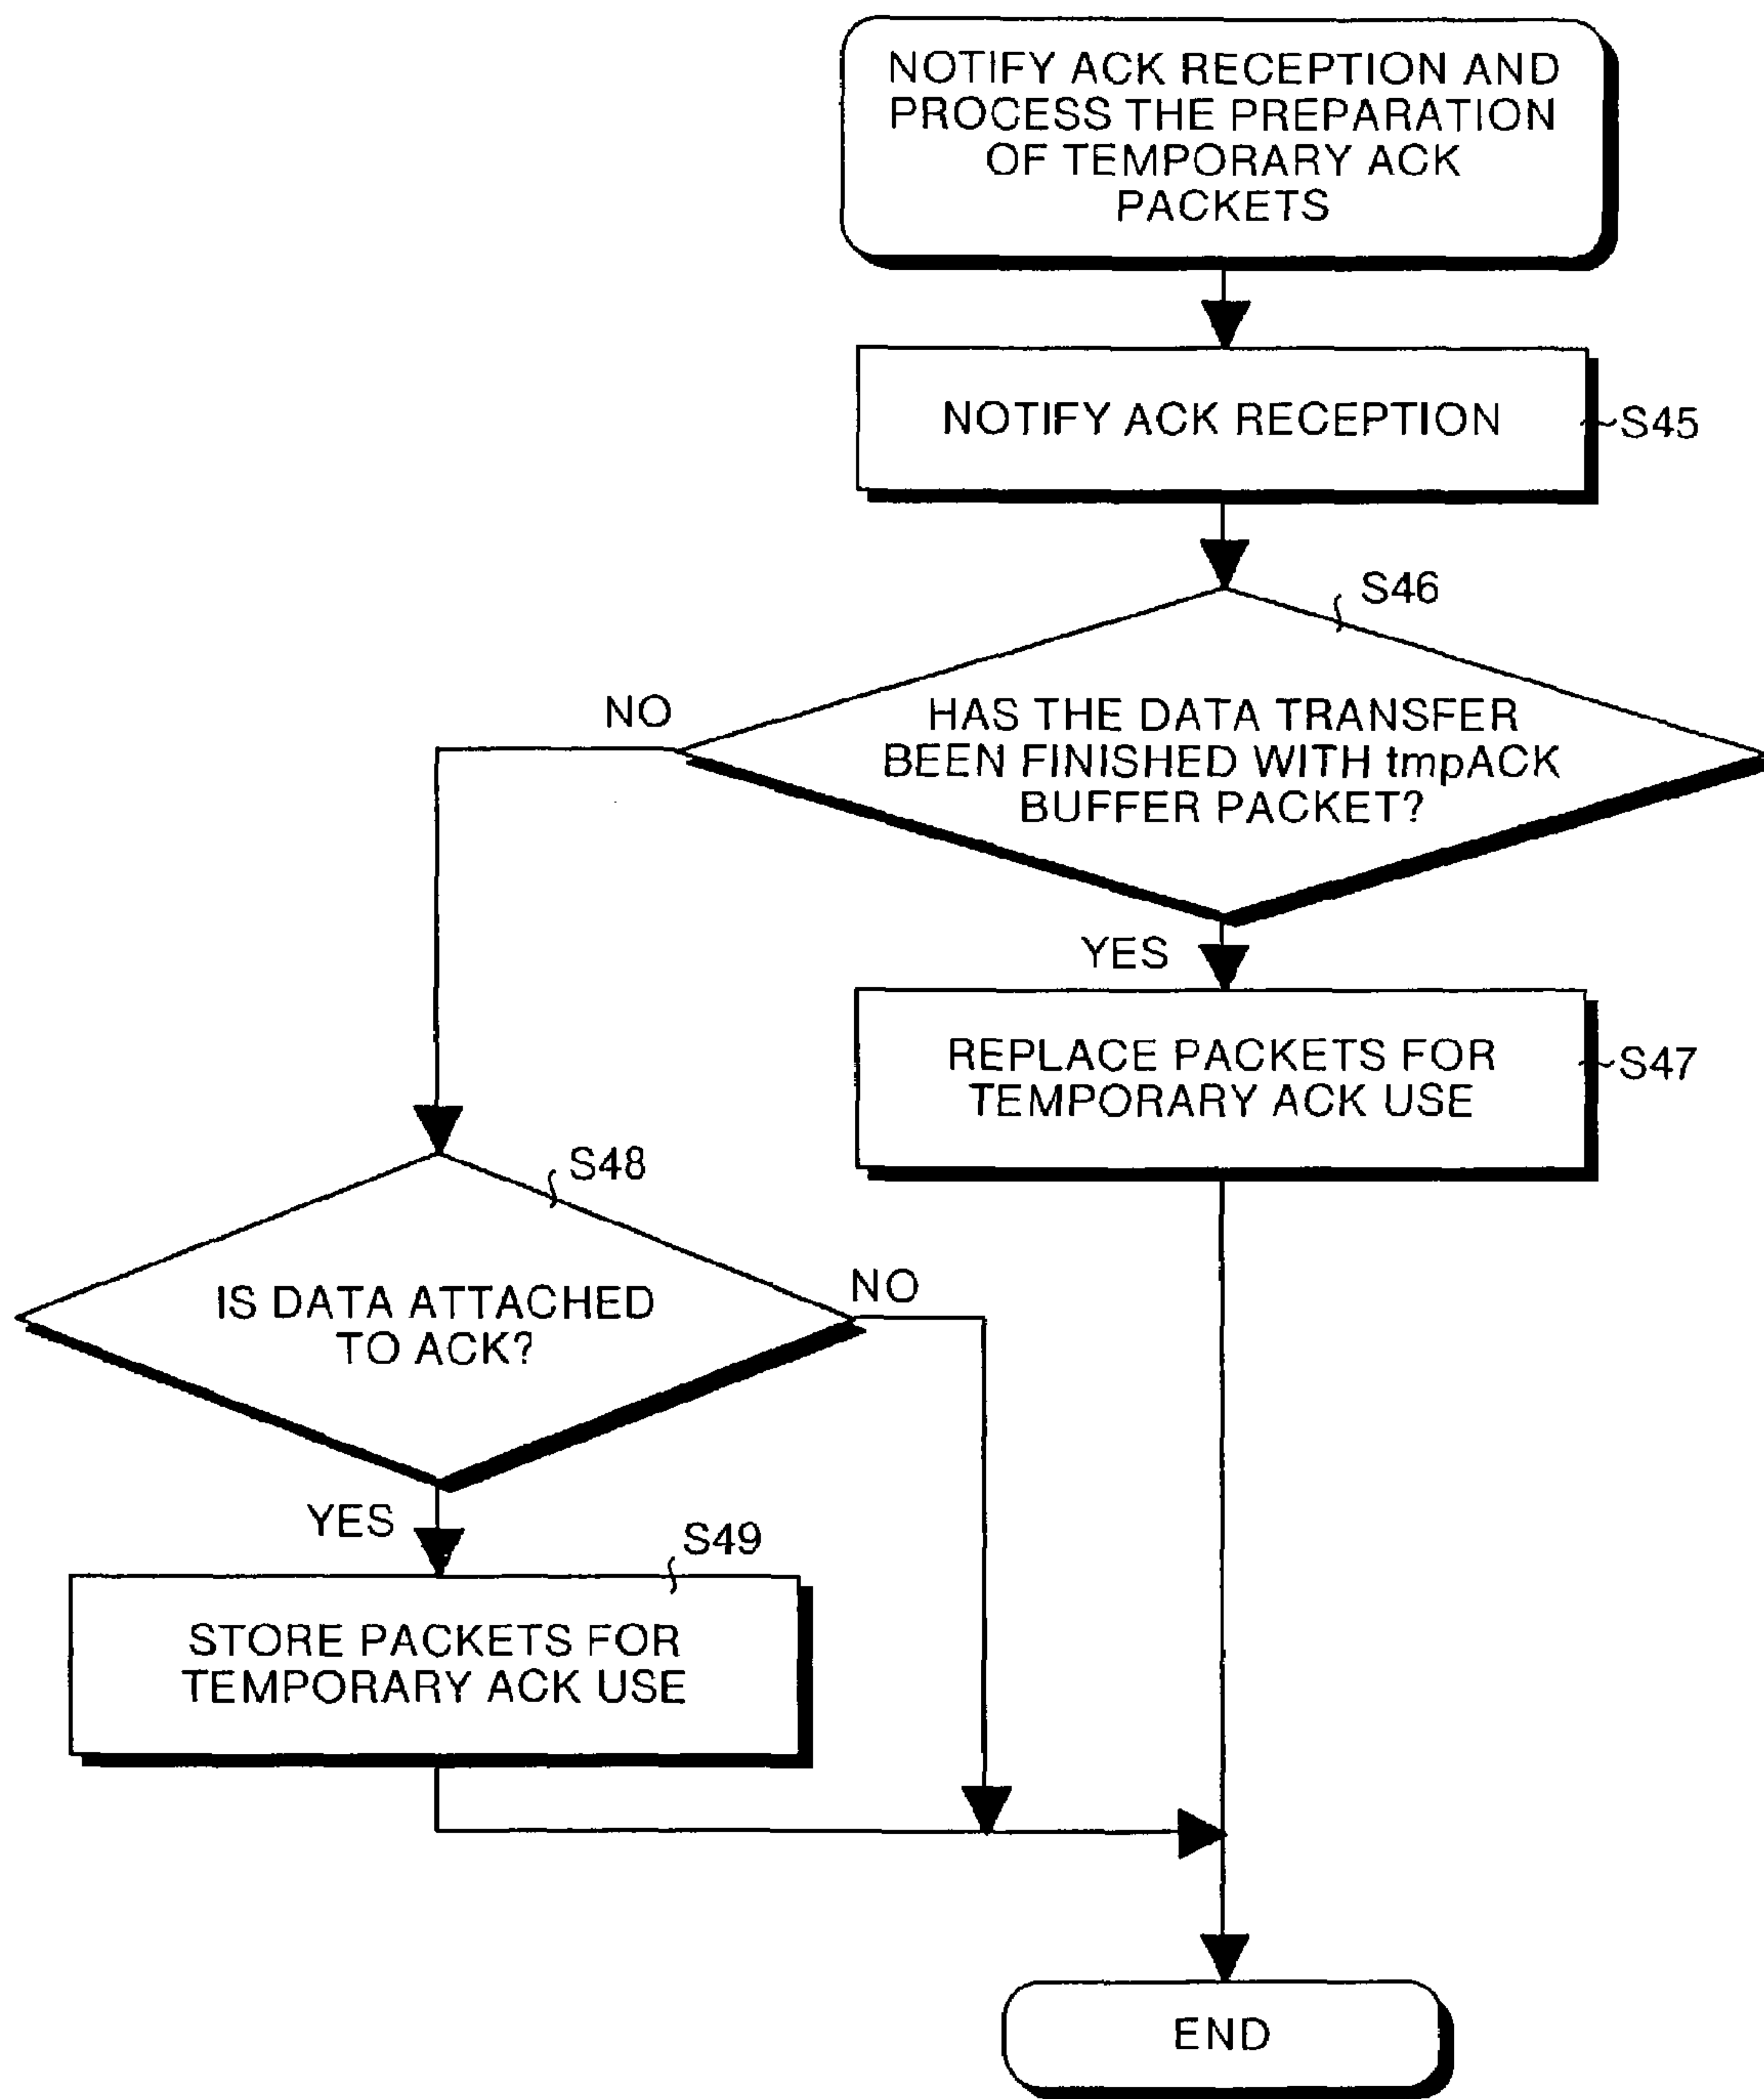 NOTIFY ACK RECEPTION AND
PROCESS THE PREPARATION
OF TEMPORARY ACK
PACKETS
NOTIFY ACK RECEPTION
S45
S46
HAS THE DATA TRANSFER
BEEN FINISHED WITH tmpACK
BUFFER PACKET?
NO
YES
REPLACE PACKETS FOR
TEMPORARY ACK USE
S47
S48
IS DATA ATTACHED
TO ACK?
NO
YES
S49
STORE PACKETS FOR
TEMPORARY ACK USE
END